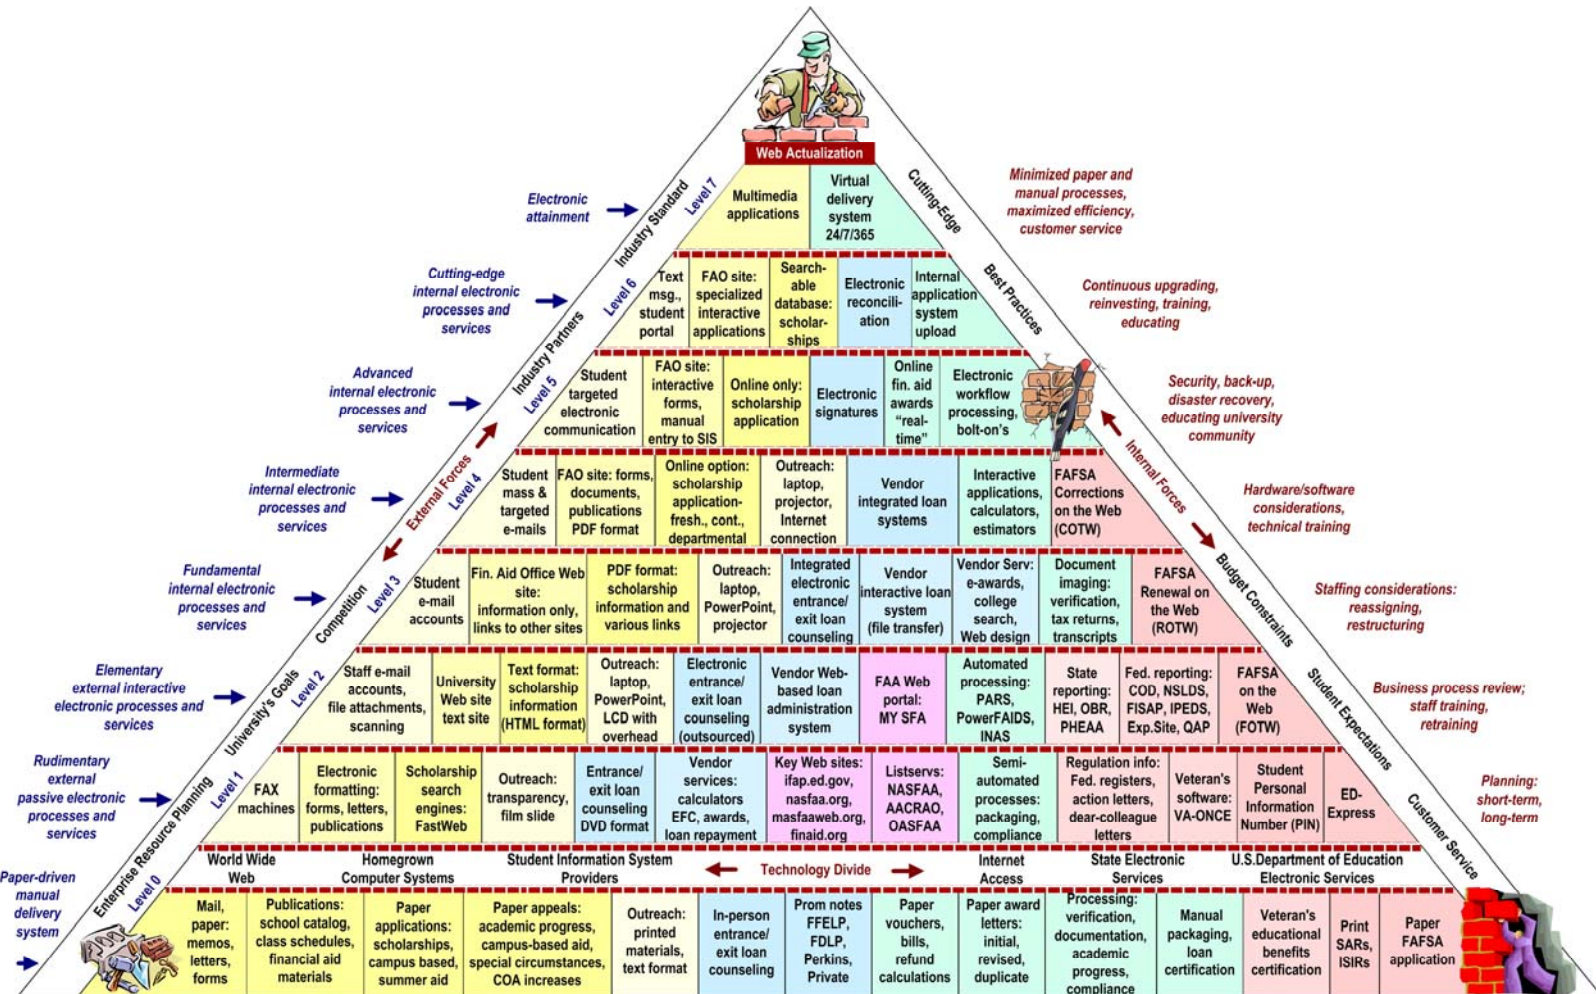 Web Actualization
Electronic
attainment
Industry Standard
Level 7
Multimedia
applications
Virtual
delivery
system
24/7/365
Cutting-Edge
Minimized paper and
manual processes,
maximized efficiency,
customer service
Cutting-edge
internal electronic
processes and
services
Industry Partners
Level 6
Text
msg.,
student
portal
FAO site:
specialized
interactive
applications
Search-
able
database:
scholar-
ships
Electronic
reconcili-
ation
Internal
application
system
upload
Best Practices
Continuous upgrading,
reinvesting, training,
educating
Advanced
internal electronic
processes and
services
Level 5
Student
targeted
electronic
communication
FAO site:
interactive
forms,
manual
entry to SIS
Online only:
scholarship
application
Electronic
signatures
Online
fin. aid
awards
“real-
time”
Electronic
workflow
processing,
bolt-on’s
Security, back-up,
disaster recovery,
educating university
community
Intermediate
internal electronic
processes and
services
External Forces
Level 4
Student
mass &
targeted
e-mails
FAO site: forms,
documents,
publications
PDF format
Online option:
scholarship
application-
fresh., cont.,
departmental
Outreach:
laptop,
projector,
Internet
connection
Vendor
integrated loan
systems
Interactive
applications,
calculators,
estimators
FAFSA
Corrections
on the Web
(COTW)
Internal Forces
Hardware/software
considerations,
technical training
Fundamental
internal electronic
processes and
services
Competition
Level 3
Student
e-mail
accounts
Fin. Aid Office Web
site:
information only,
links to other sites
PDF format:
scholarship
information and
various links
Outreach:
laptop,
PowerPoint,
projector
Integrated
electronic
entrance/
exit loan
counseling
Vendor
interactive loan
system
(file transfer)
Vendor Serv:
e-awards,
college
search,
Web design
Document
imaging:
verification,
tax returns,
transcripts
FAFSA
Renewal on
the Web
(ROTW)
Budget Constraints
Staffing considerations:
reassigning,
restructuring
Elementary
external interactive
electronic processes and
services
University's Goals
Level 2
Staff e-mail
accounts,
file attachments,
scanning
University
Web site
text site
Text format:
scholarship
information
(HTML format)
Outreach:
laptop,
PowerPoint,
LCD with
overhead
Electronic
entrance/
exit loan
counseling
(outsourced)
Vendor Web-
based loan
administration
system
FAA Web
portal:
MY SFA
Automated
processing:
PARS,
PowerFAIDS,
INAS
State
reporting:
HEI, OBR,
PHEAA
Fed. reporting:
COD, NSLDS,
FISAP, IPEDS,
Exp.Site, QAP
FAFSA
on the
Web
(FOTW)
Student Expectations
Business process review;
staff training,
retraining
Rudimentary
external
passive electronic
processes and
services
Enterprise Resource Planning
Level 1
FAX
machines
Electronic
formatting:
forms, letters,
publications
Scholarship
search
engines:
FastWeb
Outreach:
transparency,
film slide
Entrance/
exit loan
counseling
DVD format
Vendor
services:
calculators
EFC, awards,
loan repayment
Key Web sites:
ifap.ed.gov,
nasfaa.org,
masfaaweb.org,
finaid.org
Listservs:
NASFAA,
AACRAO,
OASFAA
Semi-
automated
processes:
packaging,
compliance
Regulation info:
Fed. registers,
action letters,
dear-colleague
letters
Veteran's
software:
VA-ONCE
Student
Personal
Information
Number (PIN)
ED-
Express
Customer Service
Planning:
short-term,
long-term
World Wide
Web
Homegrown
Computer Systems
Student Information System
Providers
Technology Divide
Internet
Access
State Electronic
Services
U.S.Department of Education
Electronic Services
Paper-driven
manual
delivery
system
Level 0
Mail,
paper:
memos,
letters,
forms
Publications:
school catalog,
class schedules,
financial aid
materials
Paper
applications:
scholarships,
campus based,
summer aid
Paper appeals:
academic progress,
campus-based aid,
special circumstances,
COA increases
Outreach:
printed
materials,
text format
In-person
entrance/
exit loan
counseling
Prom notes
FFELP,
FDLP,
Perkins,
Private
Paper
vouchers,
bills,
refund
calculations
Paper award
letters:
initial,
revised,
duplicate
Processing:
verification,
documentation,
academic
progress,
compliance
Manual
packaging,
loan
certification
Veteran's
educational
benefits
certification
Print
SARs,
ISIRs
Paper
FAFSA
application